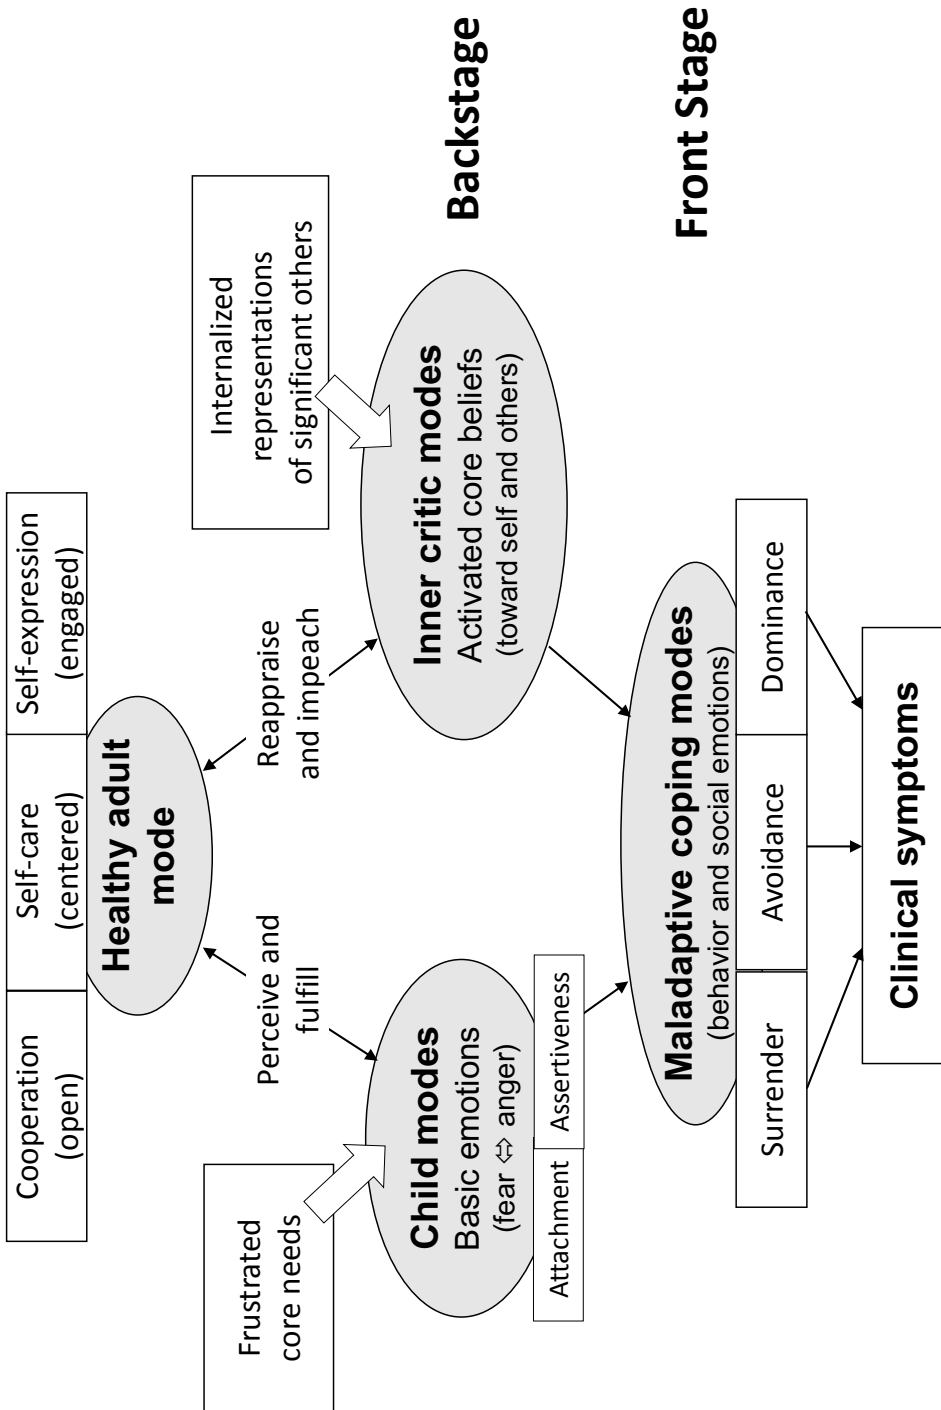 Cooperation
(open)
Self-care
(centered)
Self-expression
(engaged)
Healthy adult
mode
Frustrated
core needs
Perceive and
fulfill
Reappraise
and impeach
Internalized
representations
of significant others
Child modes
Basic emotions
(fear ⇔ anger)
Attachment
Assertiveness
Inner critic modes
Activated core beliefs
(toward self and others)
Backstage
Maladaptive coping modes
(behavior and social emotions)
Surrender
Avoidance
Dominance
Front Stage
Clinical symptoms